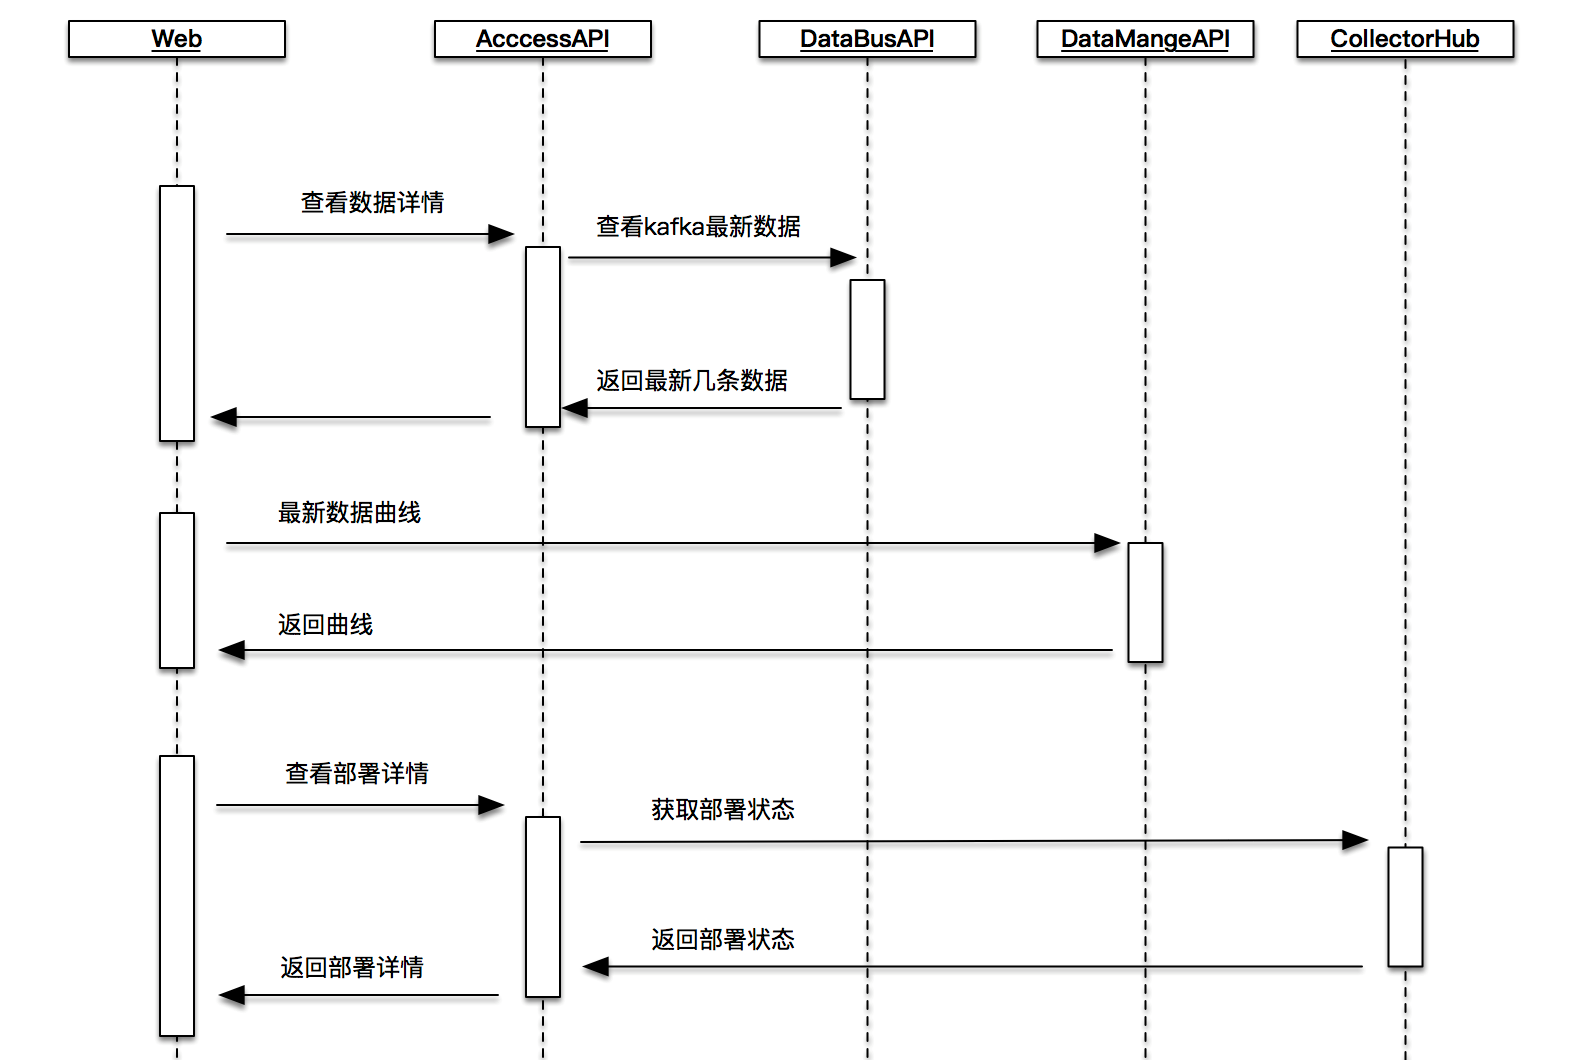 Web
AcccessAPI
DataBusAPI
DataMangeAPI
CollectorHub
查看数据详情
查看kafka最新数据
返回最新几条数据
最新数据曲线
返回曲线
查看部署详情
获取部署状态
返回部署状态
返回部署详情